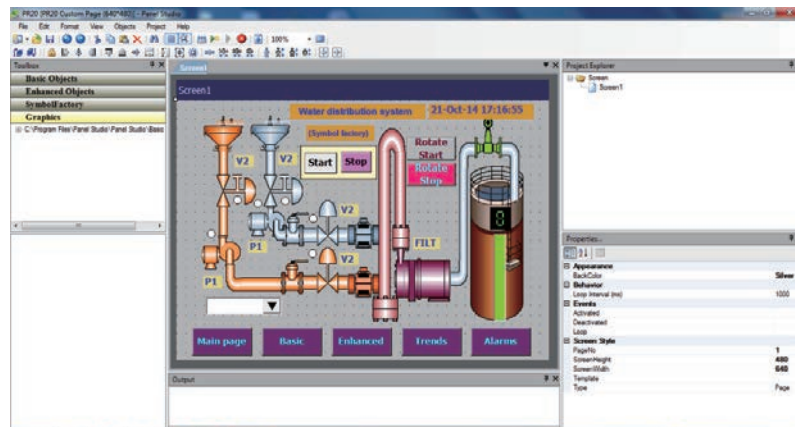 PR20 [PR20 Custom Page (640*480)] - Panel Studio
File Edit Format View Objects Project Help
100%
Toolbox
Basic Objects
Enhanced Objects
SymbolFactory
Graphics
C:\Program Files\Panel Studio\Panel Studio\Basic
Screen1
Screen1
Water distribution system
21-Oct-14 17:16:55
(Symbol factory)
V2
V2
Start
Stop
Rotate
Start
Rotate
Stop
V2
P1
FILT
V2
P1
0
Main page
Basic
Enhanced
Trends
Alarms
Output
Project Explorer
Screen
Screen1
Properties...
Appearance
BackColor Silver
Behavior
Loop Interval (ms) 1000
Events
Activated
Deactivated
Loop
Screen Style
PageNo 1
ScreenHeight 480
ScreenWidth 640
Template
Type Page